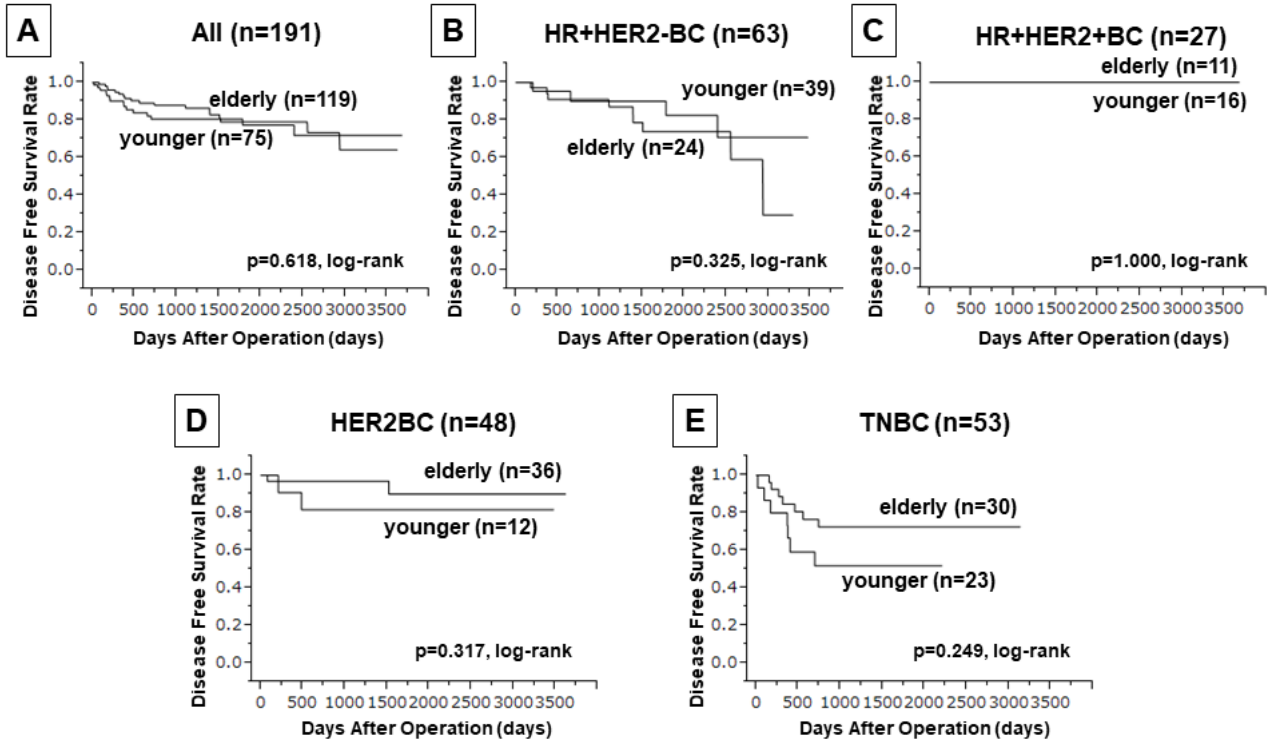 A
All (n=191)
Disease Free Survival Rate
1.0
0.8
0.6
0.4
0.2
0.0
elderly (n=119)
younger (n=75)
p=0.618, log-rank
0 500 1000 1500 2000 2500 3000 3500
Days After Operation (days)
B
HR+HER2-BC (n=63)
Disease Free Survival Rate
1.0
0.8
0.6
0.4
0.2
0.0
younger (n=39)
elderly (n=24)
p=0.325, log-rank
0 500 1000 1500 2000 2500 3000 3500
Days After Operation (days)
C
HR+HER2+BC (n=27)
Disease Free Survival Rate
1.0
0.8
0.6
0.4
0.2
0.0
elderly (n=11)
younger (n=16)
p=1.000, log-rank
0 500 1000 1500 2000 2500 3000 3500
Days After Operation (days)
D
HER2BC (n=48)
Disease Free Survival Rate
1.0
0.8
0.6
0.4
0.2
0.0
elderly (n=36)
younger (n=12)
p=0.317, log-rank
0 500 1000 1500 2000 2500 3000 3500
Days After Operation (days)
E
TNBC (n=53)
Disease Free Survival Rate
1.0
0.8
0.6
0.4
0.2
0.0
elderly (n=30)
younger (n=23)
p=0.249, log-rank
0 500 1000 1500 2000 2500 3000 3500
Days After Operation (days)